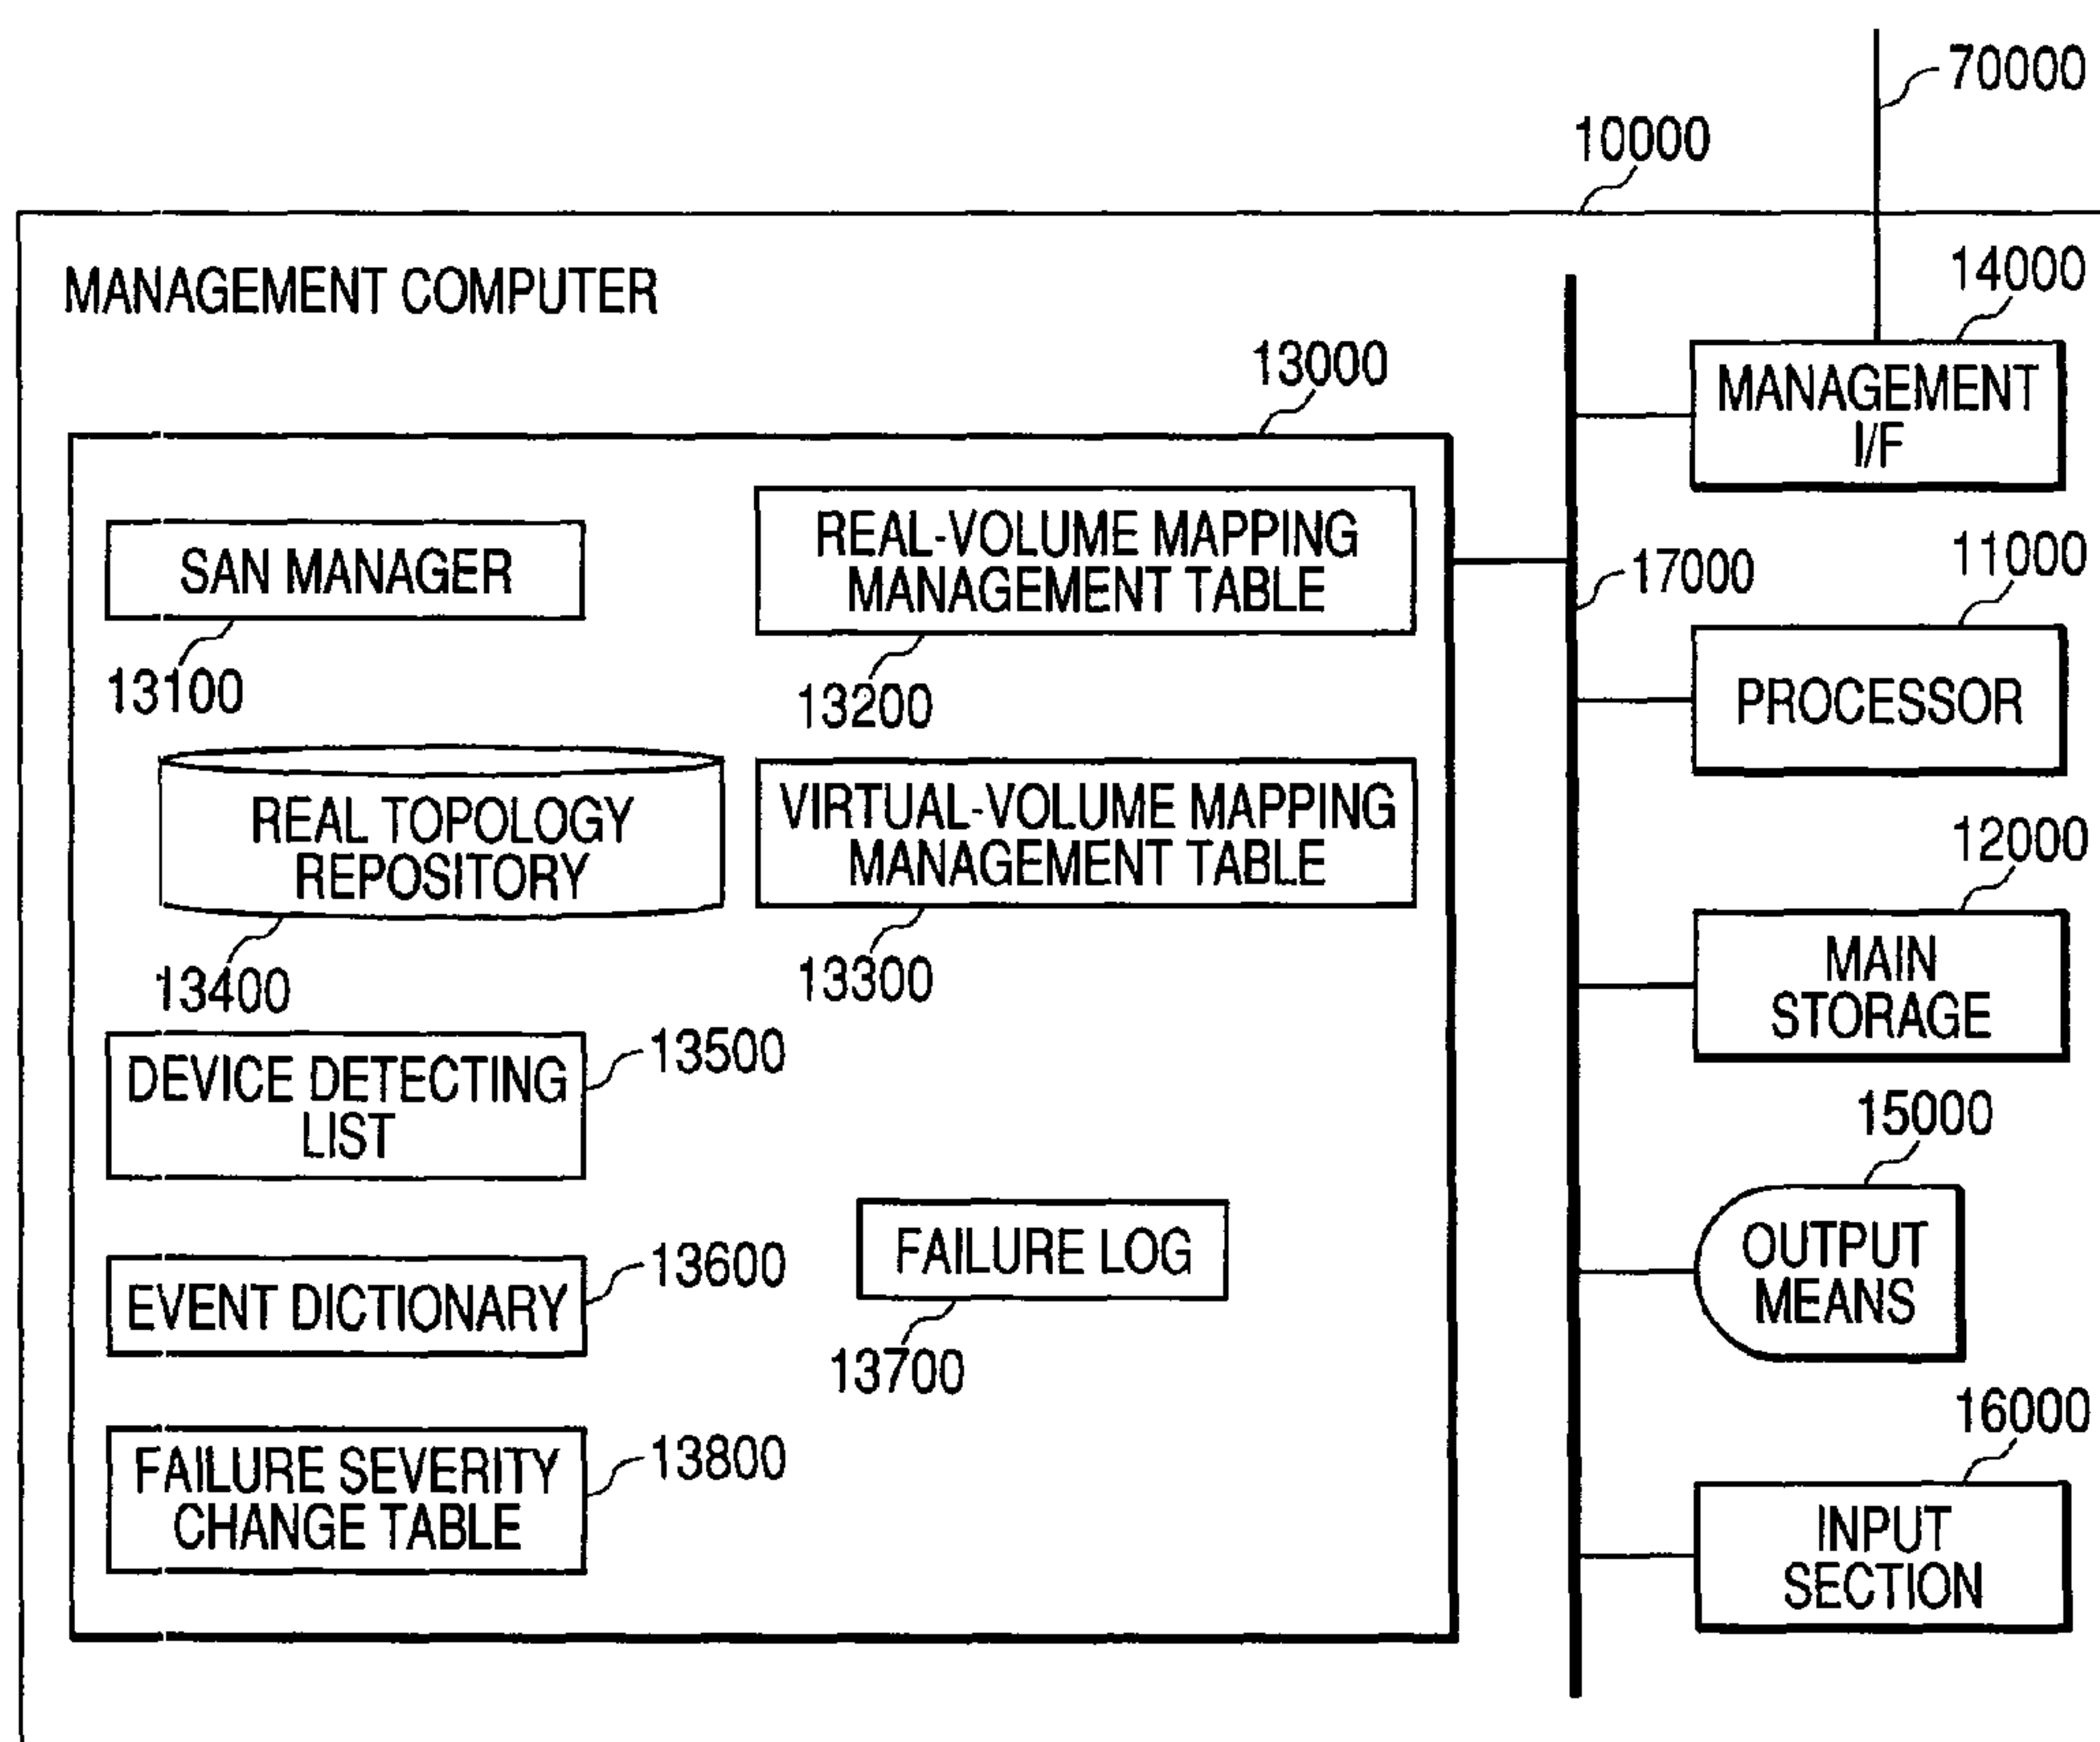 70000
10000
MANAGEMENT COMPUTER
14000
13000
MANAGEMENT
I/F
SAN MANAGER
13100
REAL-VOLUME MAPPING
MANAGEMENT TABLE
13200
17000
11000
PROCESSOR
REAL TOPOLOGY
REPOSITORY
13400
VIRTUAL-VOLUME MAPPING
MANAGEMENT TABLE
13300
12000
MAIN
STORAGE
DEVICE DETECTING
LIST
13500
15000
OUTPUT
MEANS
EVENT DICTIONARY
13600
FAILURE LOG
13700
16000
INPUT
SECTION
FAILURE SEVERITY
CHANGE TABLE
13800